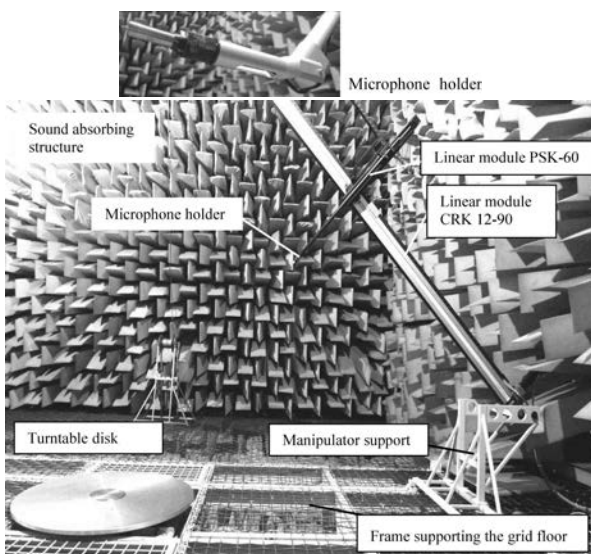 Microphone holder
Sound absorbing
structure
Linear module PSK-60
Linear module
CRK 12-90
Microphone holder
Turntable disk
Manipulator support
Frame supporting the grid floor